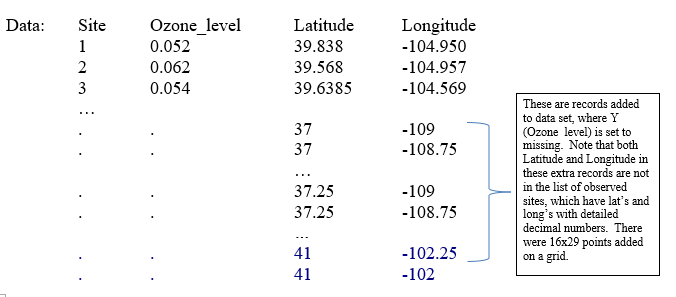 Data: Site Ozone_level Latitude Longitude
1 0.052 39.838 -104.950
2 0.062 39.568 -104.957
3 0.054 39.6385 -104.569
...
. . 37 -109
. . 37 -108.75
...
. . 37.25 -109
. . 37.25 -108.75
...
. . 41 -102.25
. . 41 -102
These are records added
to data set, where Y
(Ozone level) is set to
missing. Note that both
Latitude and Longitude in
these extra records are not
in the list of observed
sites, which have lat's and
long's with detailed
decimal numbers. There
were 16x29 points added
on a grid.